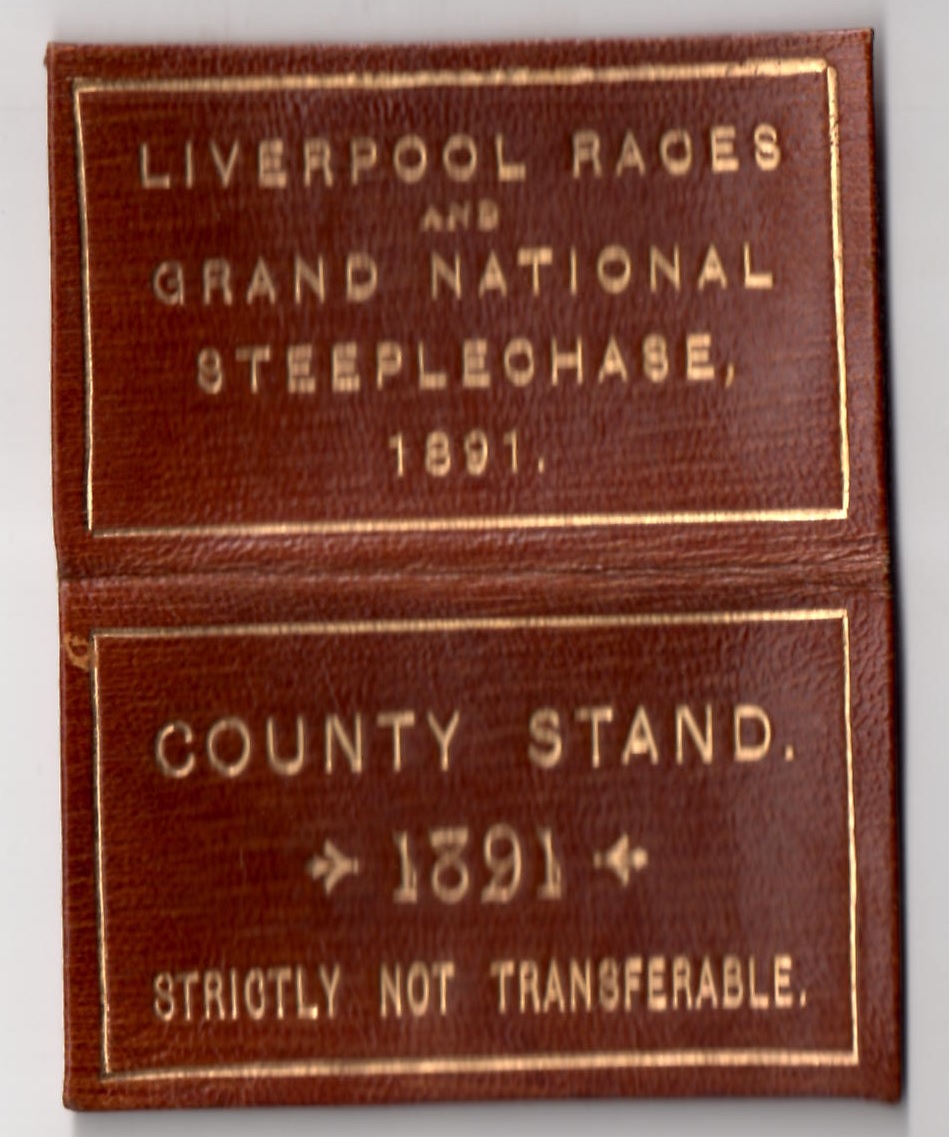 LIVERPOOL RACES
AND
GRAND NATIONAL
STEEPLECHASE,
1891.
COUNTY STAND.
1891
STRICTLY NOT TRANSFERABLE.